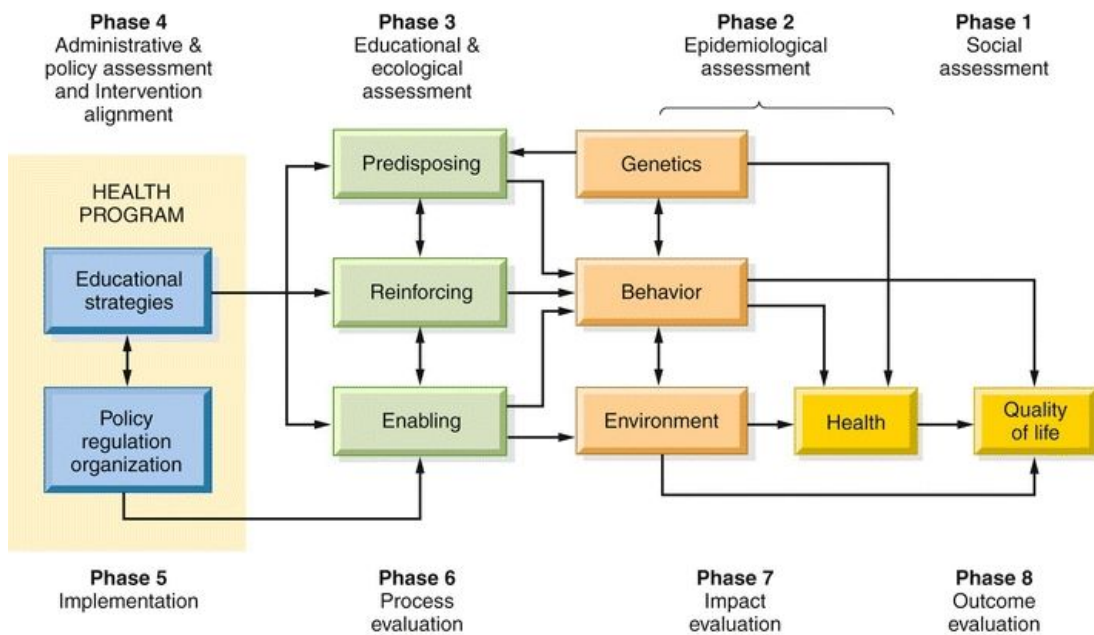 Phase 4
Administrative &
policy assessment
and Intervention
alignment
Phase 3
Educational &
ecological
assessment
Phase 2
Epidemiological
assessment
Phase 1
Social
assessment
HEALTH
PROGRAM
Educational
strategies
Policy
regulation
organization
Predisposing
Reinforcing
Enabling
Genetics
Behavior
Environment
Health
Quality
of life
Phase 5
Implementation
Phase 6
Process
evaluation
Phase 7
Impact
evaluation
Phase 8
Outcome
evaluation